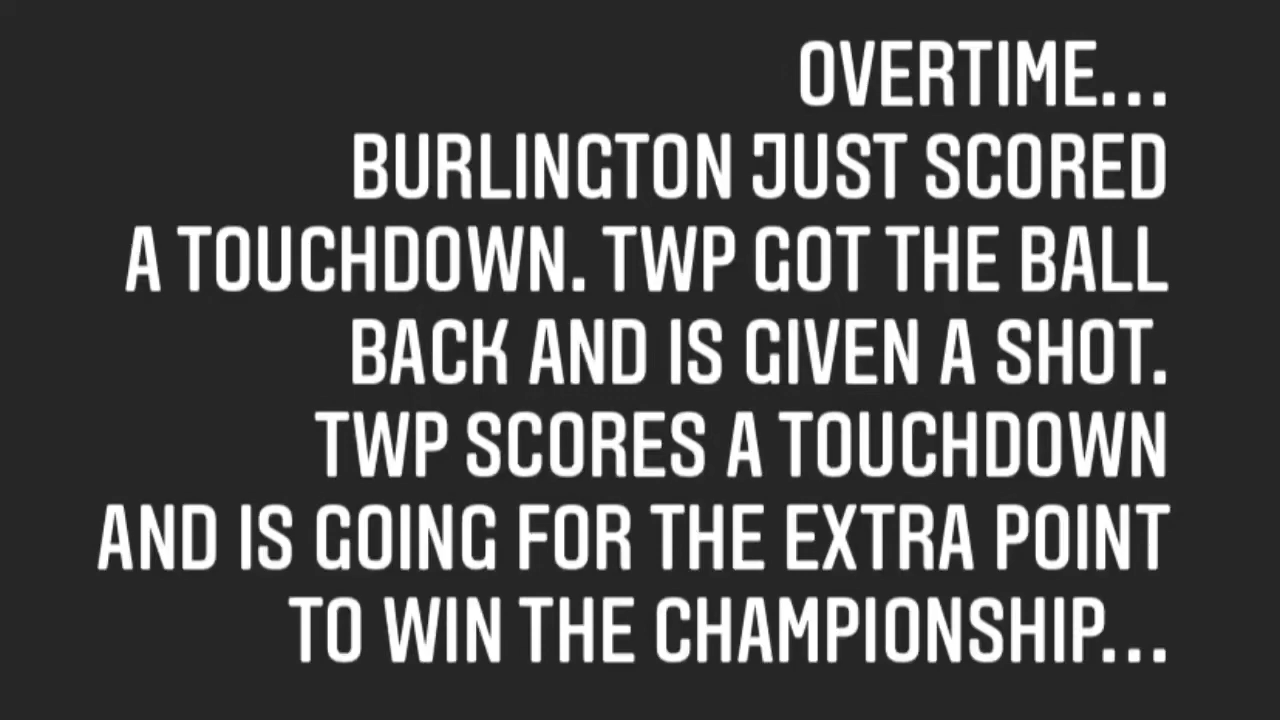 OVERTIME...
BURLINGTON JUST SCORED
A TOUCHDOWN. TWP GOT THE BALL
BACK AND IS GIVEN A SHOT.
TWP SCORES A TOUCHDOWN
AND IS GOING FOR THE EXTRA POINT
TO WIN THE CHAMPIONSHIP...